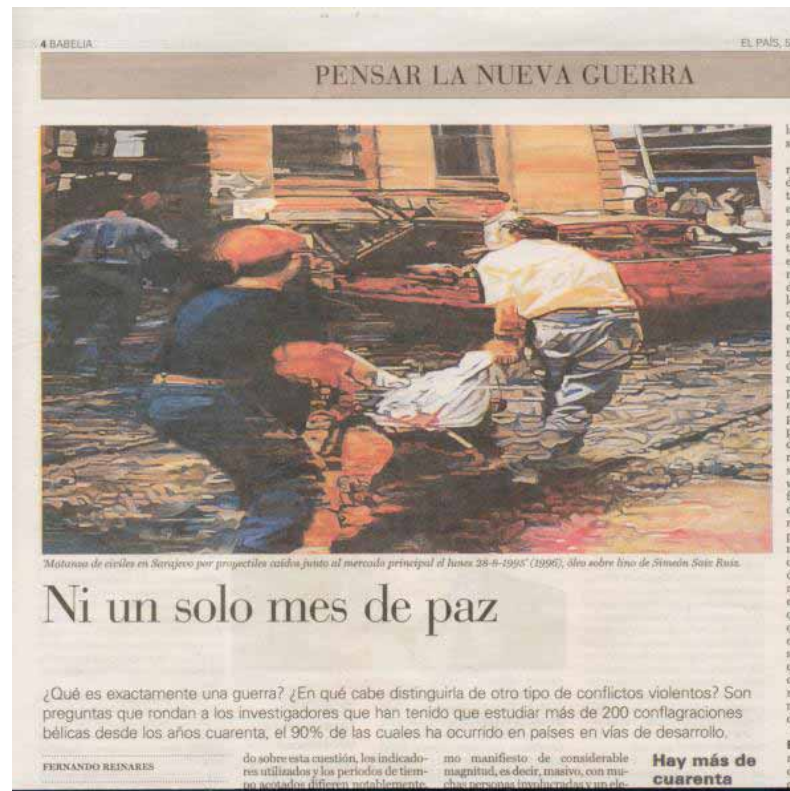 4 BABELIA
EL PAÍS, S
PENSAR LA NUEVA GUERRA
'Matanza de civiles en Sarajevo por proyectiles caídos junto al mercado principal el lunes 28-8-1995' (1996), óleo sobre lino de Simeón Saiz Ruiz.
Ni un solo mes de paz
¿Qué es exactamente una guerra? ¿En qué cabe distinguirla de otro tipo de conflictos violentos? Son
preguntas que rondan a los investigadores que han tenido que estudiar más de 200 conflagraciones
bélicas desde los años cuarenta, el 90% de las cuales ha ocurrido en países en vías de desarrollo.
FERNANDO REINARES
do sobre esta cuestión, los indicado-
res utilizados y los periodos de tiem-
po acotados difieren notablemente.
mo manifiesto de considerable
magnitud, es decir, masivo, con mu-
chas personas involucradas y un ele-
Hay más de
cuarenta